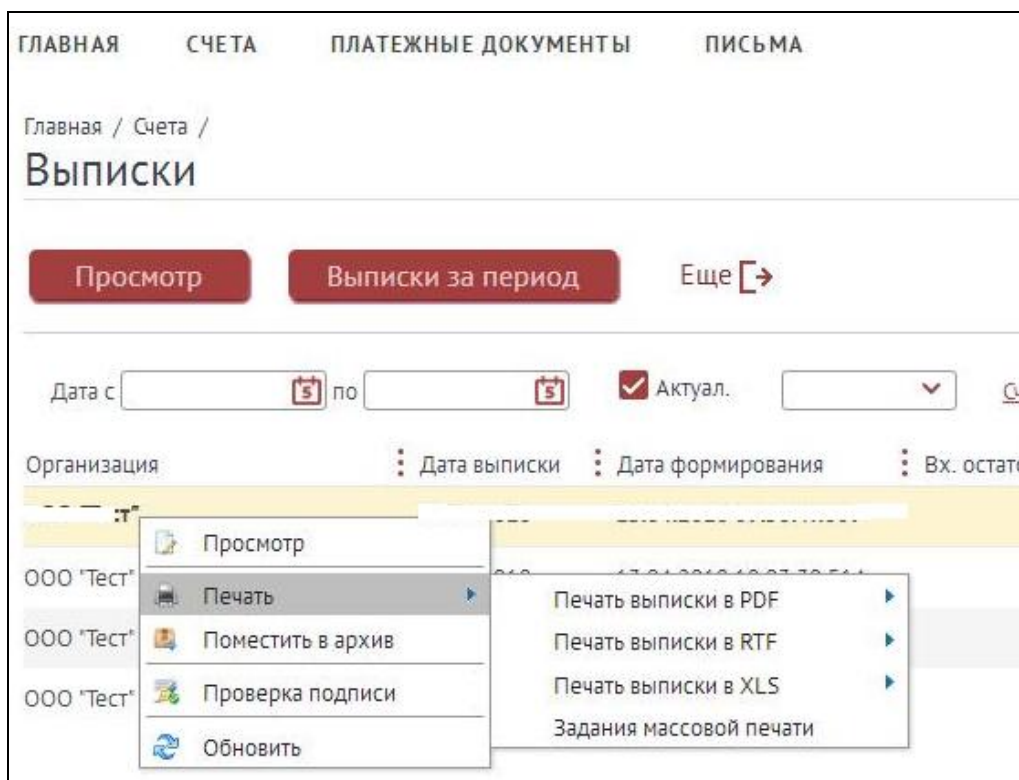 ГЛАВНАЯ СЧЕТА ПЛАТЕЖНЫЕ ДОКУМЕНТЫ ПИСЬМА
Главная / Счета /
Выписки
Просмотр Выписки за период Еще
Дата с по Актуал.
Организация Дата выписки Дата формирования Вх.
Просмотр
ООО "Тест"
Печать Печать выписки в PDF
ООО "Тест" Поместить в архив Печать выписки в RTF
ООО "Тест" Проверка подписи Печать выписки в XLS
Задания массовой печати
Обновить